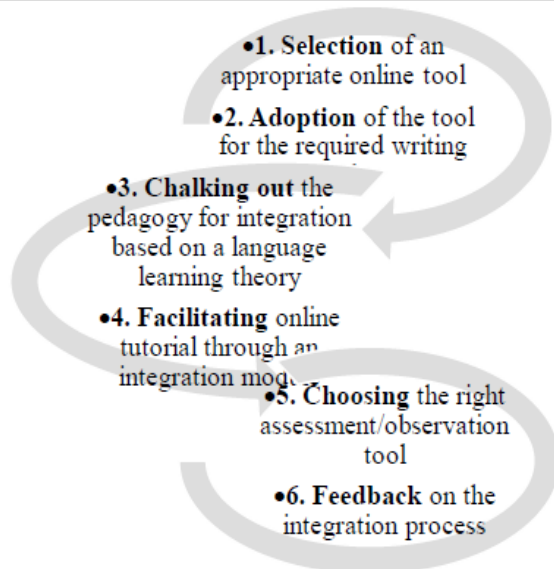 •1. Selection of an
appropriate online tool
•2. Adoption of the tool
for the required writing
•3. Chalking out the
pedagogy for integration
based on a language
learning theory
•4. Facilitating online
tutorial through an
integration
•5. Choosing the right
assessment/observation
tool
•6. Feedback on the
integration process